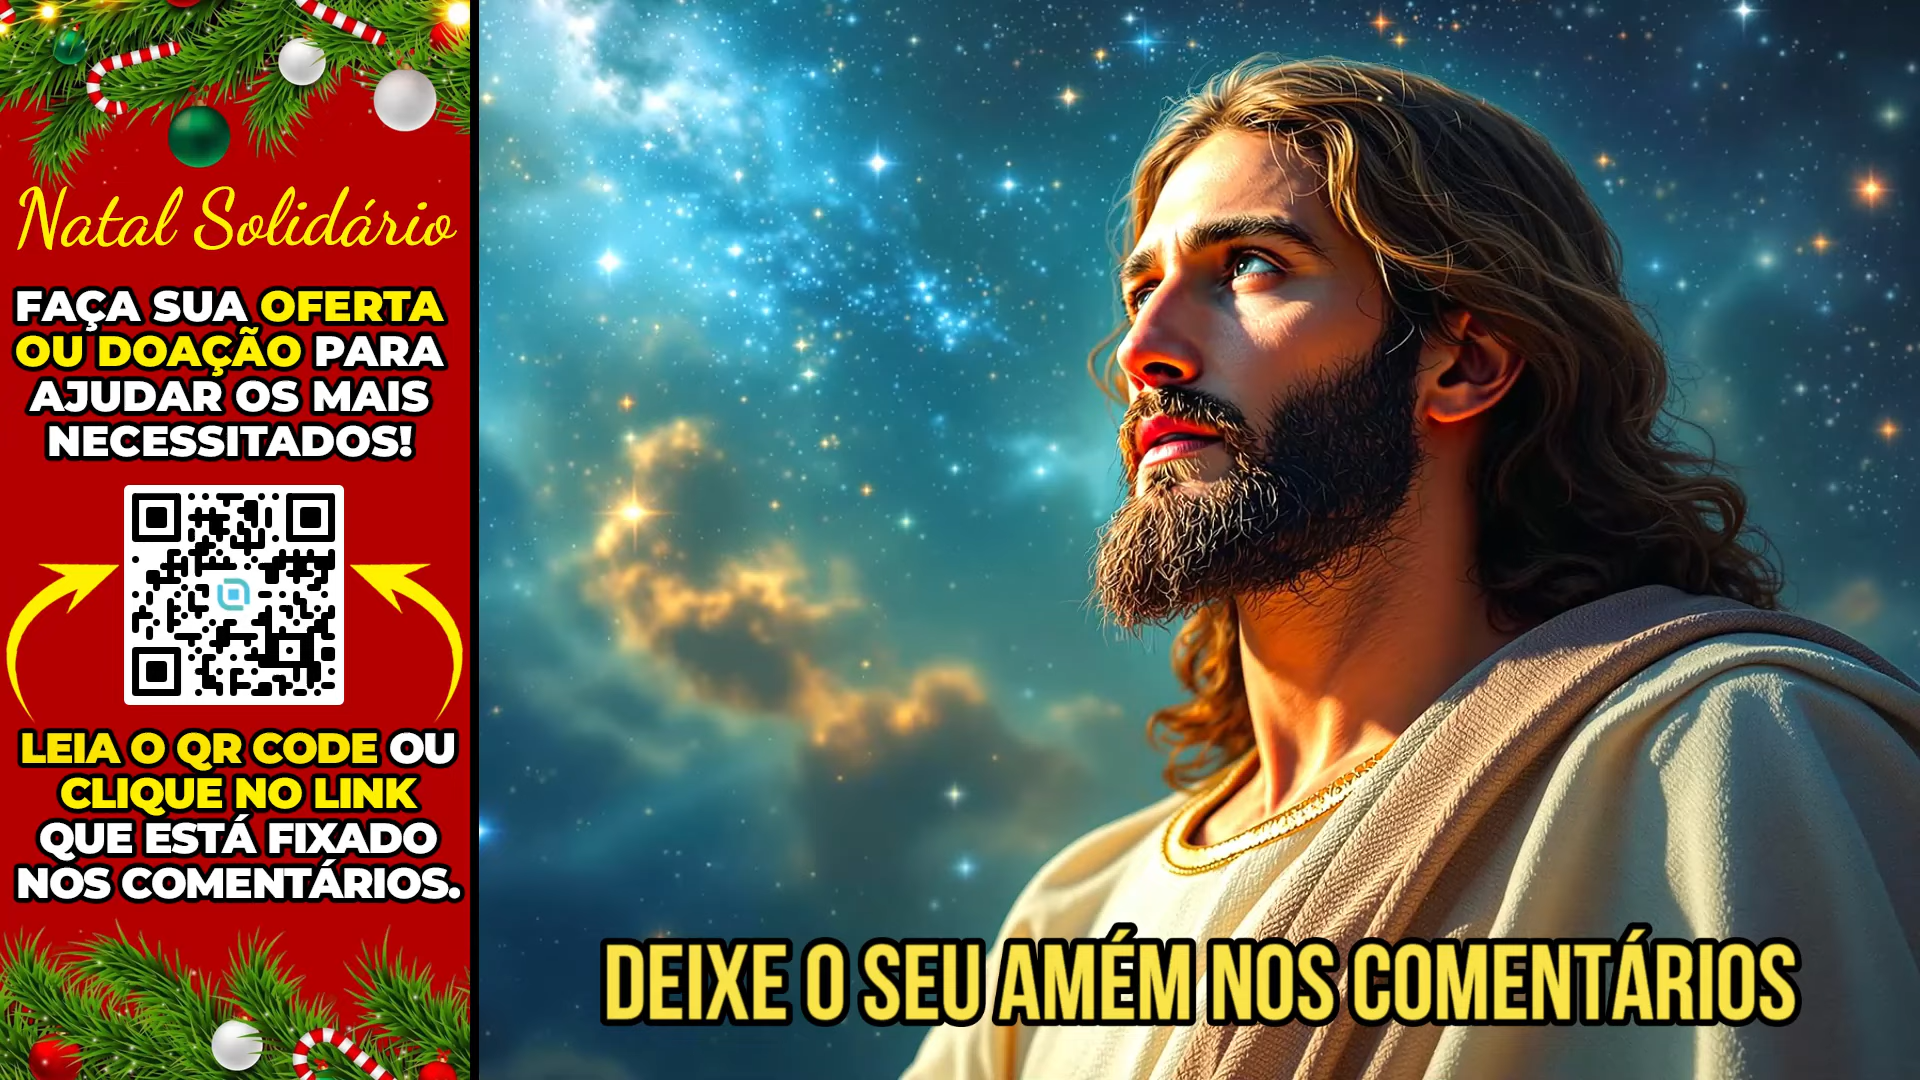 Natal Solidário
FAÇA SUA OFERTA
OU DOAÇÃO PARA
AJUDAR OS MAIS
NECESSITADOS!
LEIA O QR CODE OU
CLIQUE NO LINK
QUE ESTÁ FIXADO
NOS COMENTÁRIOS.
DEIXE O SEU AMÉM NOS COMENTÁRIOS